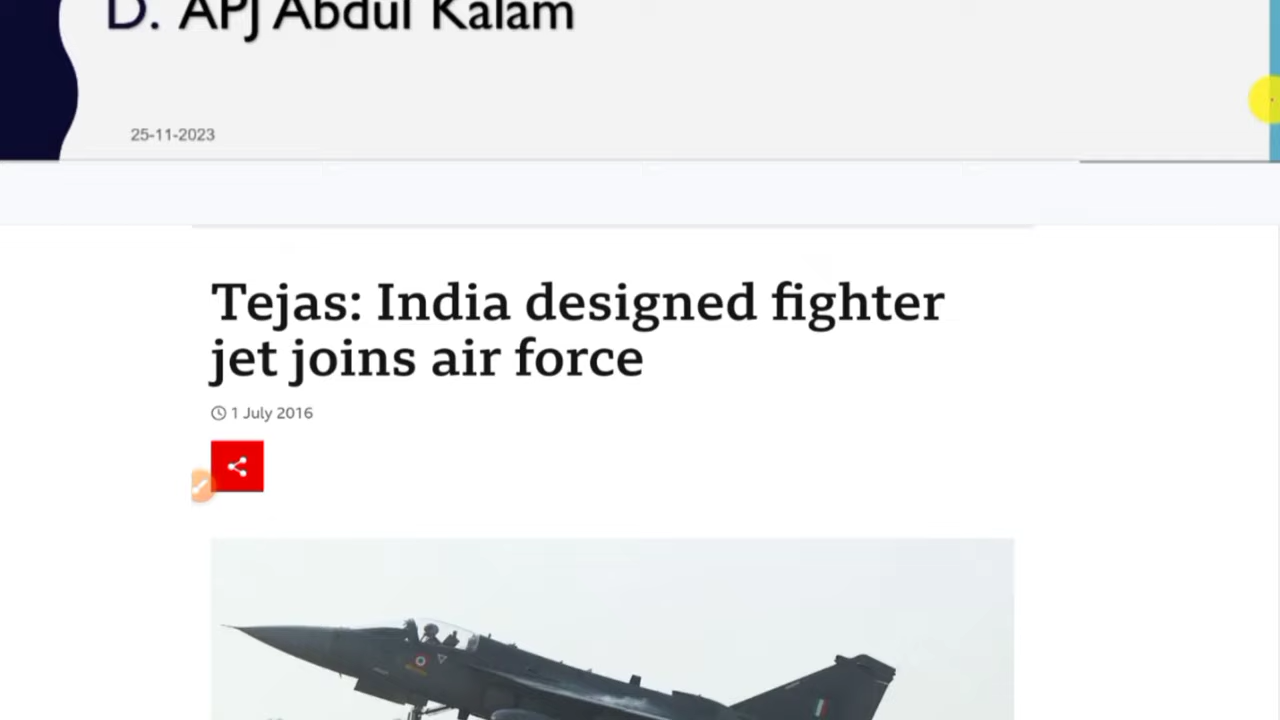 D. APJ Abdul Kalam
25-11-2023
Tejas: India designed fighter
jet joins air force
1 July 2016